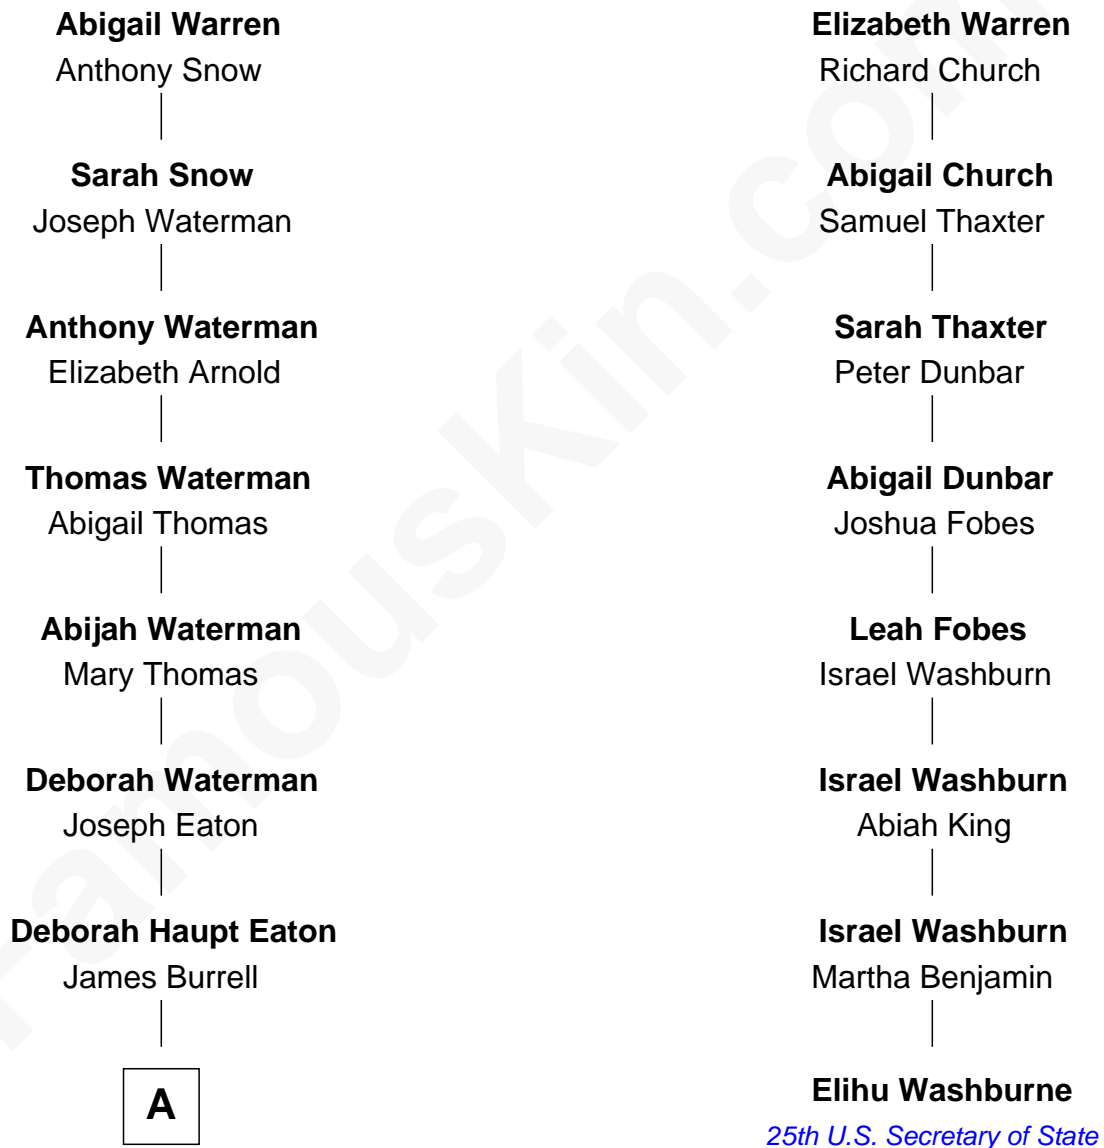 Abigail Warren
Anthony Snow
Sarah Snow
Joseph Waterman
Anthony Waterman
Elizabeth Arnold
Thomas Waterman
Abigail Thomas
Abijah Waterman
Mary Thomas
Deborah Waterman
Joseph Eaton
Deborah Haupt Eaton
James Burrell
A
Elizabeth Warren
Richard Church
Abigail Church
Samuel Thaxter
Sarah Thaxter
Peter Dunbar
Abigail Dunbar
Joshua Fobes
Leah Fobes
Israel Washburn
Israel Washburn
Abiah King
Israel Washburn
Martha Benjamin
Elihu Washburne
25th U.S. Secretary of State
FamousKin.com